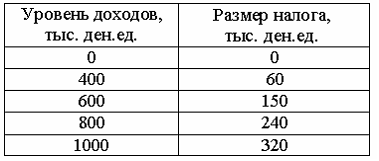 Уровень доходов, Размер налога,
тыс. ден.ед. тыс. ден.ед.
0 0
400 60
600 150
800 240
1000 320